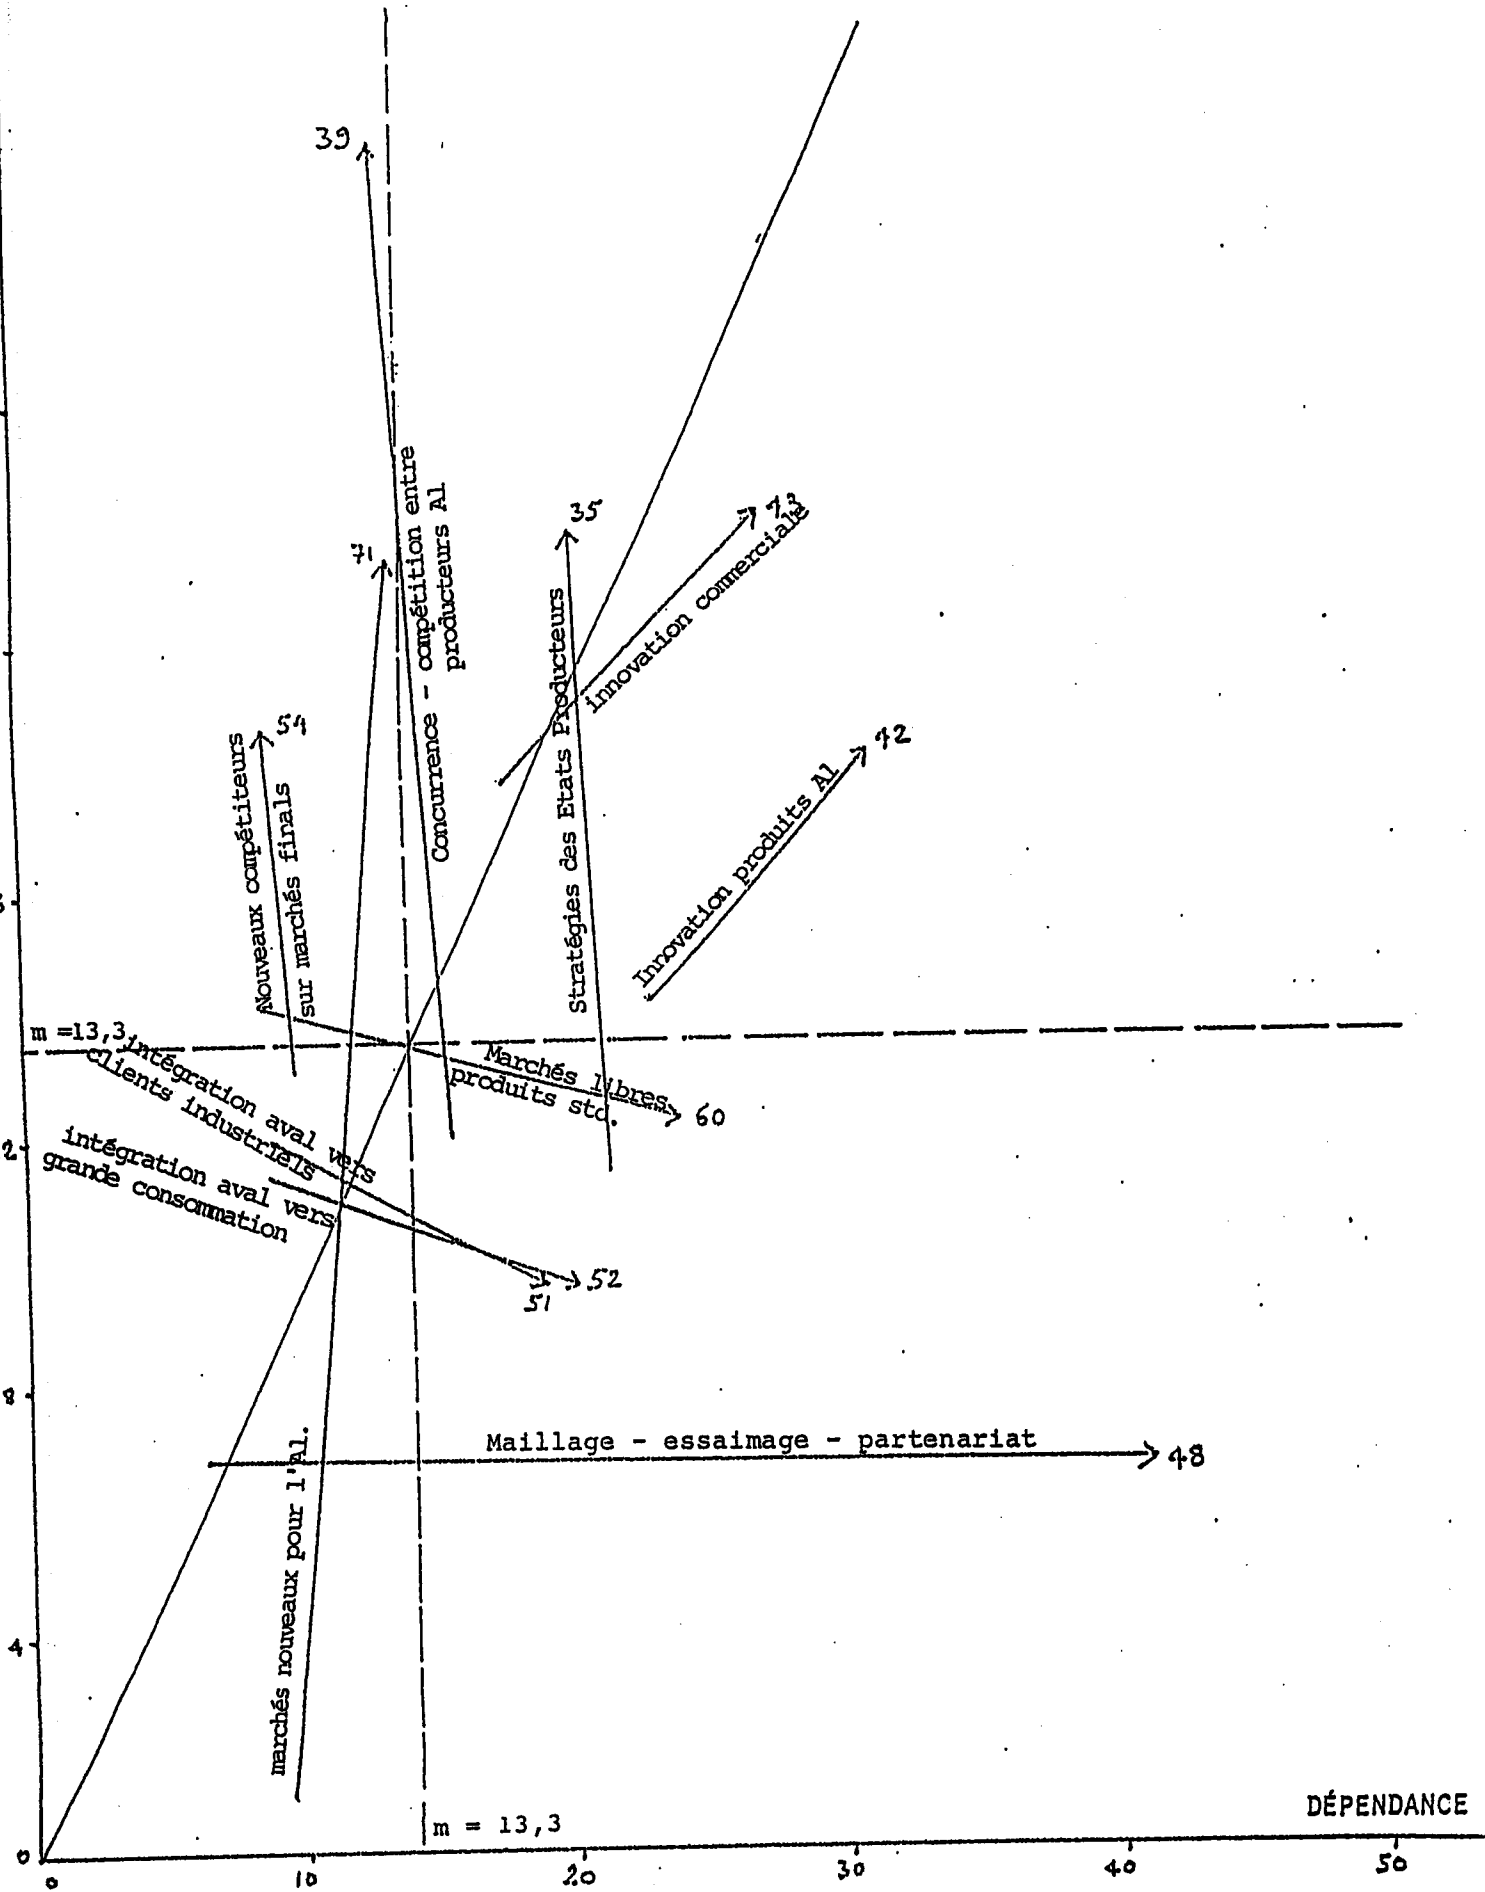 39
Concurrence - compétition entre
producteurs Al
35
Stratégies des Etats Producteurs
73
innovation commerciale
71
54
Nouveaux compétiteurs
sur marchés finals
42
Innovation produits Al
m =13,3
intégration aval vers
clients industriels
Marchés libres
produits std.
60
intégration aval vers
grande consommation
52
51
2
8
Maillage - essaimage - partenariat
48
marchés nouveaux pour l'Al.
4
DÉPENDANCE
m = 13,3
0
0
10
20
30
40
50